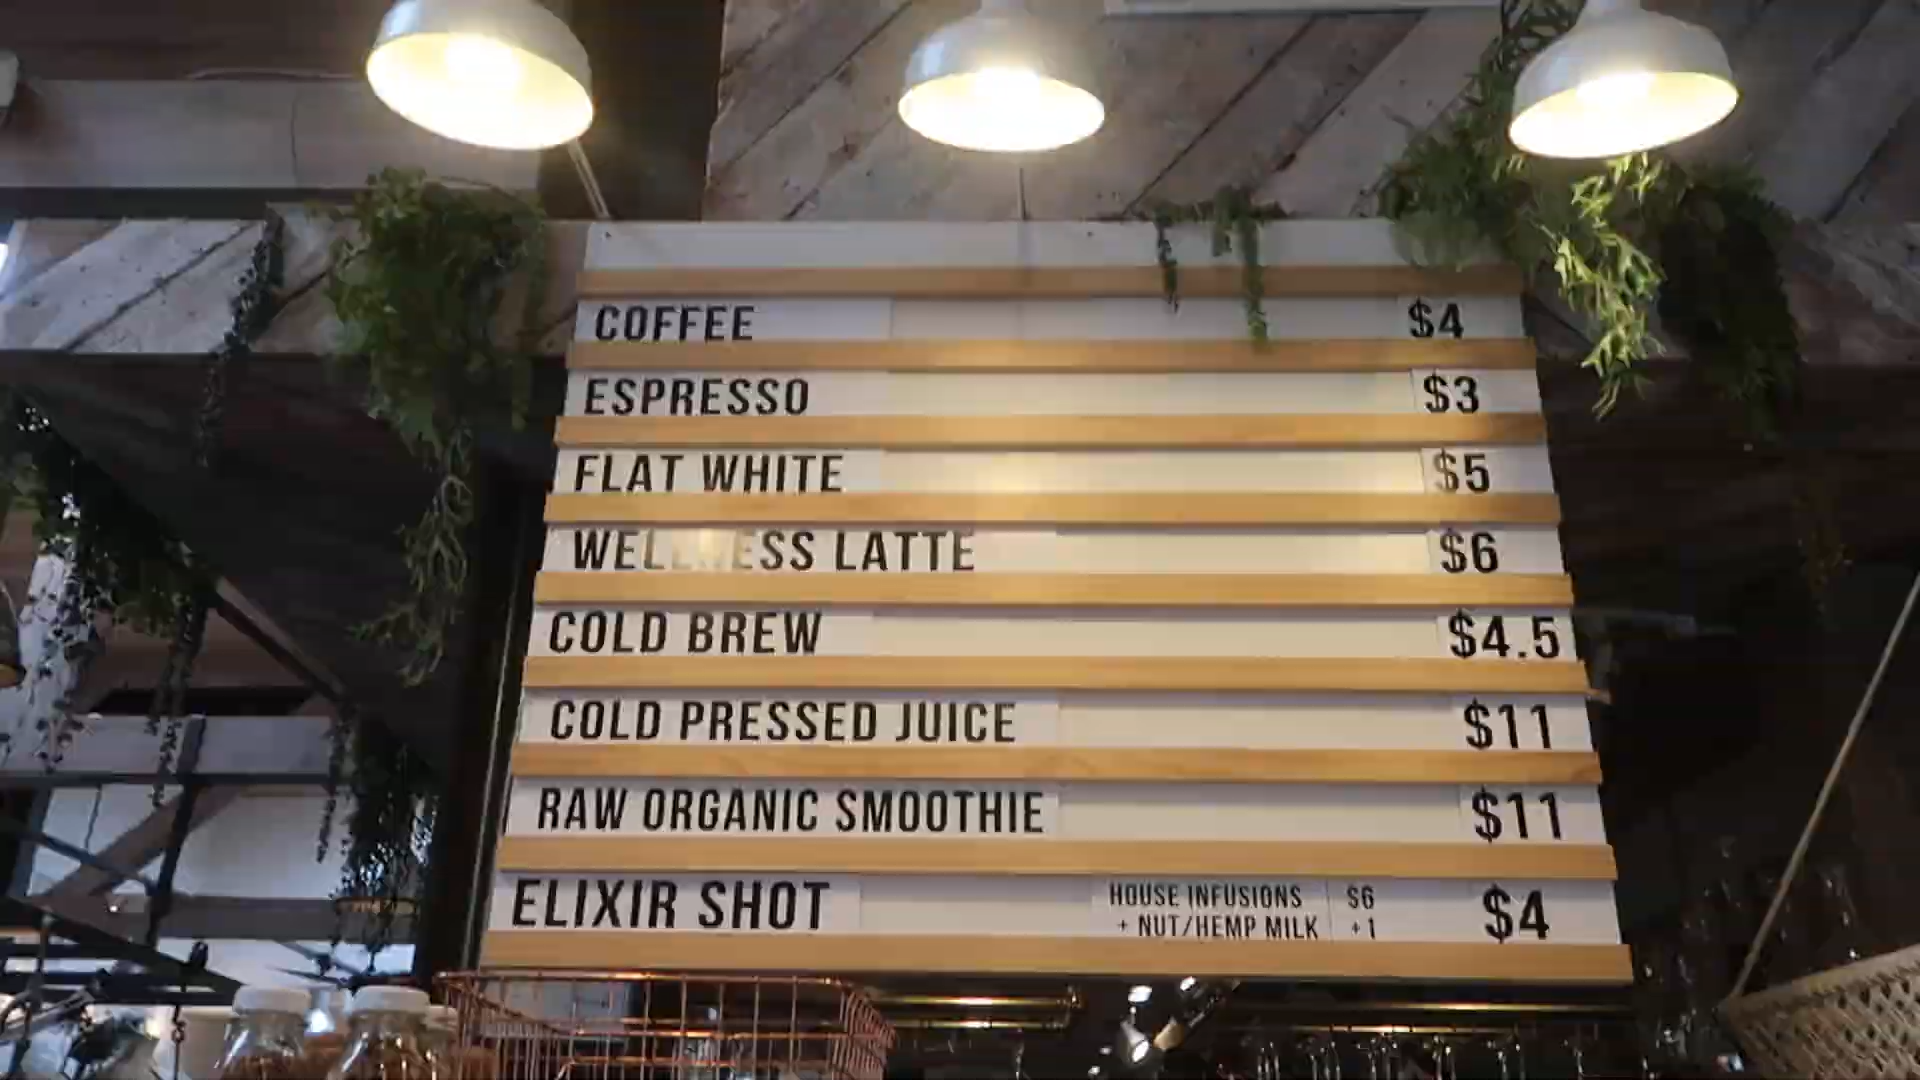 COFFEE $4
ESPRESSO $3
FLAT WHITE $5
WELLNESS LATTE $6
COLD BREW $4.5
COLD PRESSED JUICE $11
RAW ORGANIC SMOOTHIE $11
ELIXIR SHOT $4
HOUSE INFUSIONS $6
+ NUT/HEMP MILK +1